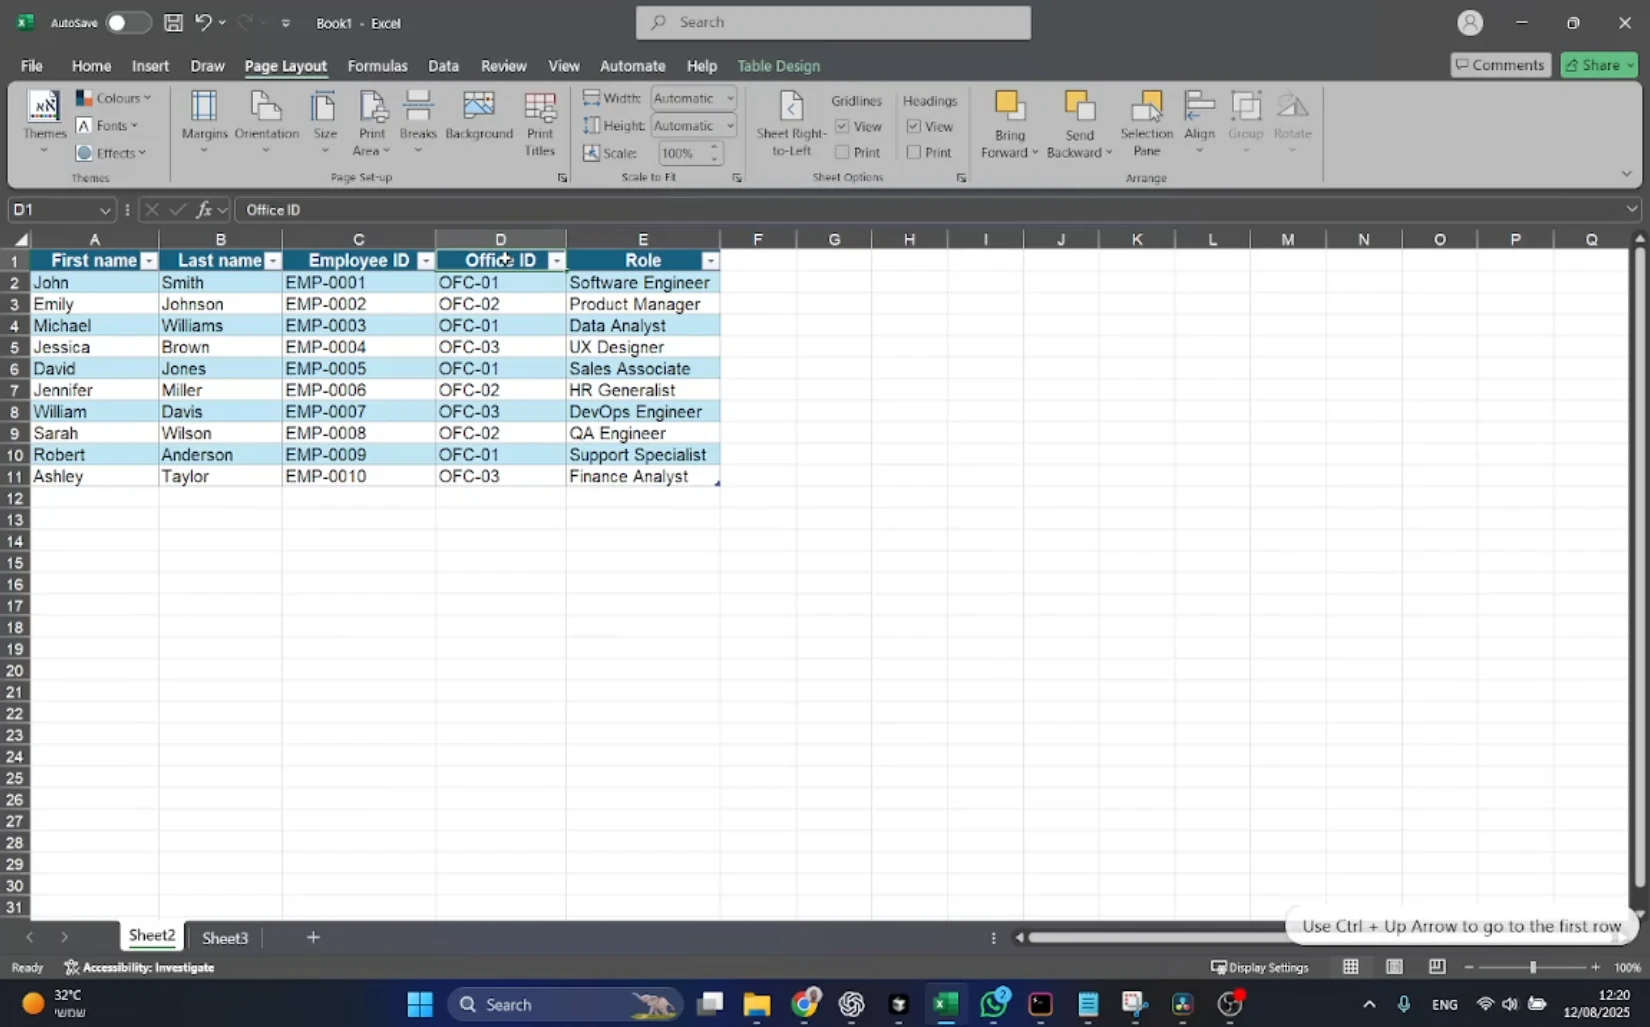 AutoSave Book1 - Excel Search
File Home Insert Draw Page Layout Formulas Data Review View Automate Help Table Design Comments Share
Themes Colours Fonts Effects Themes
Margins Orientation Size Print Area Breaks Background Print Titles Page Set-up
Width: Automatic
Height: Automatic
Scale: 100%
Scale to Fit
Sheet Right-to-Left Gridlines View Print Headings View Print Sheet Options
Bring Forward Send Backward Selection Pane Align Group Rotate Arrange
D1 fx Office ID
A B C D E F G H I J K L M N O P Q
1 First name Last name Employee ID Office ID Role
2 John Smith EMP-0001 OFC-01 Software Engineer
3 Emily Johnson EMP-0002 OFC-02 Product Manager
4 Michael Williams EMP-0003 OFC-01 Data Analyst
5 Jessica Brown EMP-0004 OFC-03 UX Designer
6 David Jones EMP-0005 OFC-01 Sales Associate
7 Jennifer Miller EMP-0006 OFC-02 HR Generalist
8 William Davis EMP-0007 OFC-03 DevOps Engineer
9 Sarah Wilson EMP-0008 OFC-02 QA Engineer
10 Robert Anderson EMP-0009 OFC-01 Support Specialist
11 Ashley Taylor EMP-0010 OFC-03 Finance Analyst
12
13
14
15
16
17
18
19
20
21
22
23
24
25
26
27
28
29
30
31
Use Ctrl + Up Arrow to go to the first row
Sheet2 Sheet3
Ready Accessibility: Investigate Display Settings 100%
32°C
שמשי
Search
2
ENG
12:20
12/08/2025